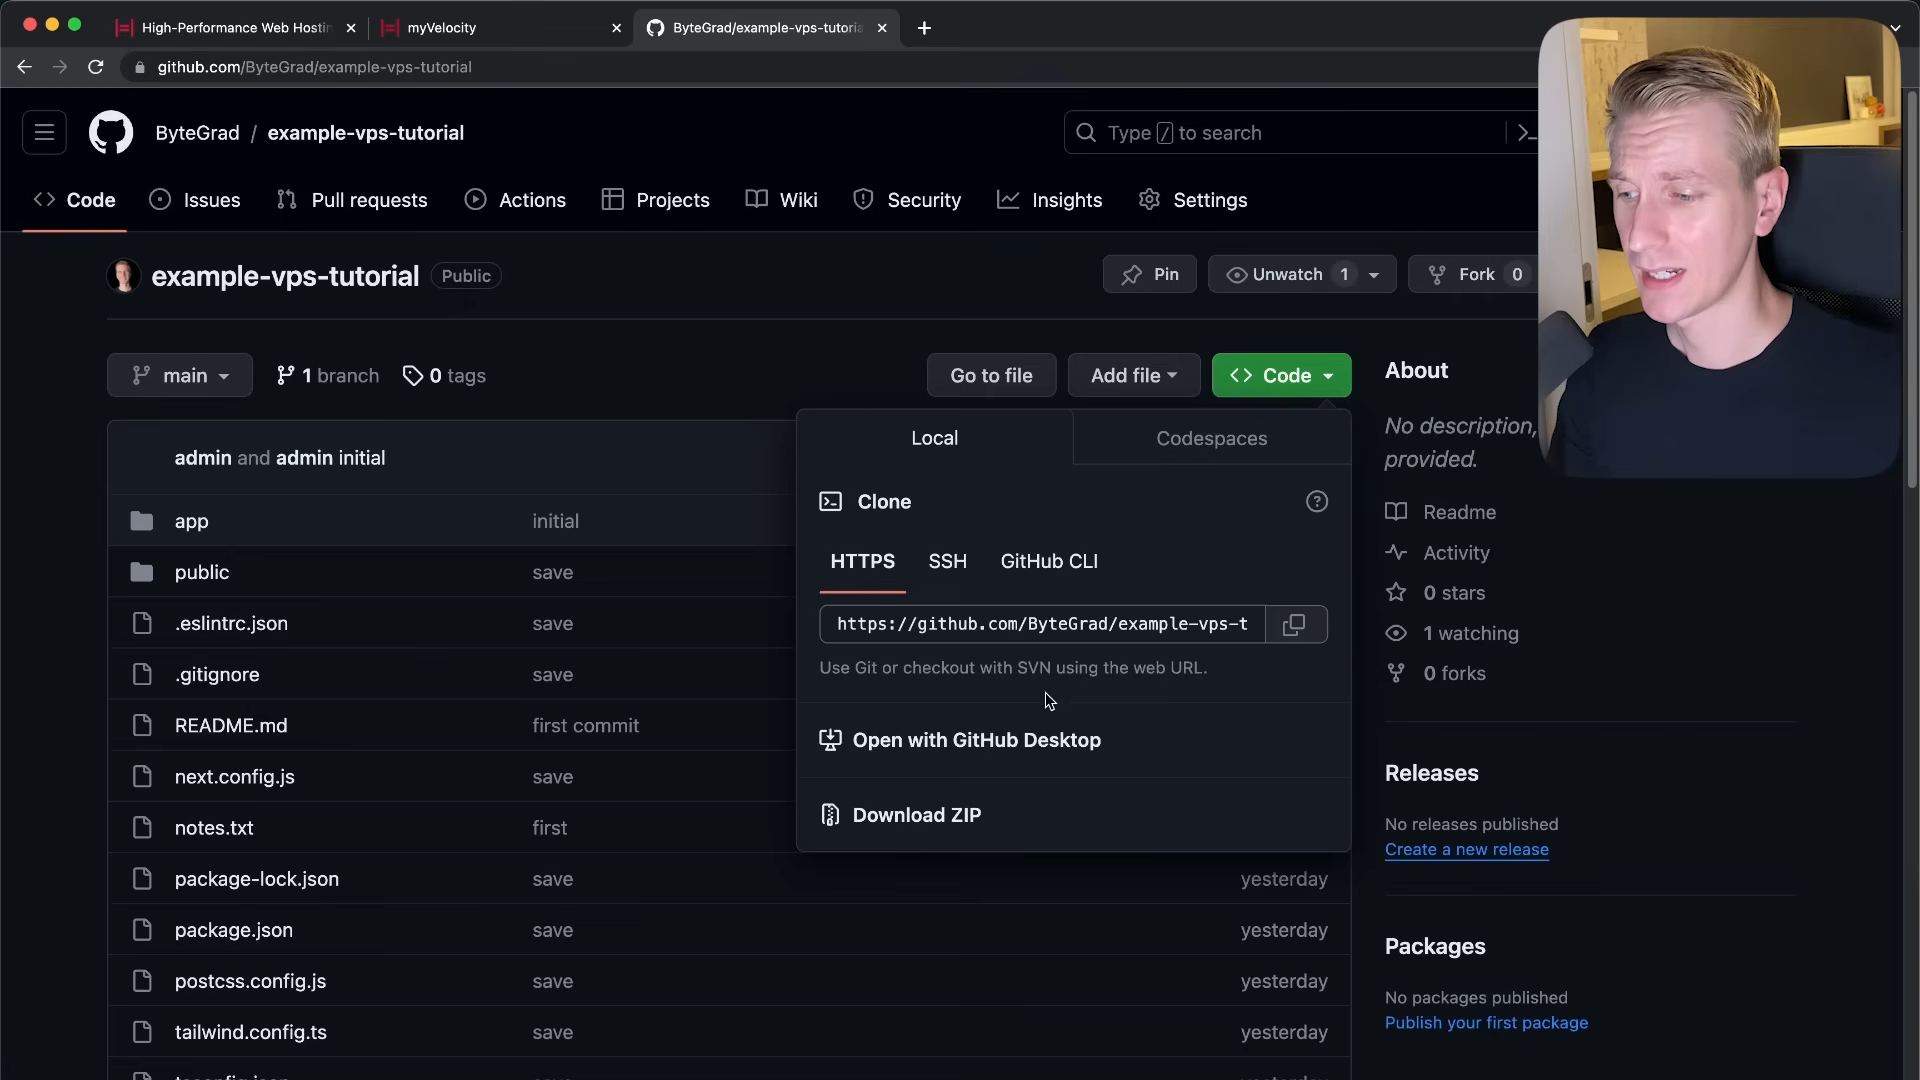 High-Performance Web Hostin
myVelocity
ByteGrad/example-vps-tutoria
github.com/ByteGrad/example-vps-tutorial
ByteGrad / example-vps-tutorial
Type / to search
Code
Issues
Pull requests
Actions
Projects
Wiki
Security
Insights
Settings
example-vps-tutorial
Public
Pin
Unwatch 1
Fork 0
main
1 branch
0 tags
Go to file
Add file
Code
About
No description,
provided.
Local
Codespaces
admin and admin initial
Clone
HTTPS
SSH
GitHub CLI
https://github.com/ByteGrad/example-vps-t
Use Git or checkout with SVN using the web URL.
Open with GitHub Desktop
Download ZIP
app initial
public save
.eslintrc.json save
.gitignore save
README.md first commit
next.config.js save
notes.txt first
package-lock.json save yesterday
package.json save yesterday
postcss.config.js save yesterday
tailwind.config.ts save yesterday
Readme
Activity
0 stars
1 watching
0 forks
Releases
No releases published
Create a new release
Packages
No packages published
Publish your first package